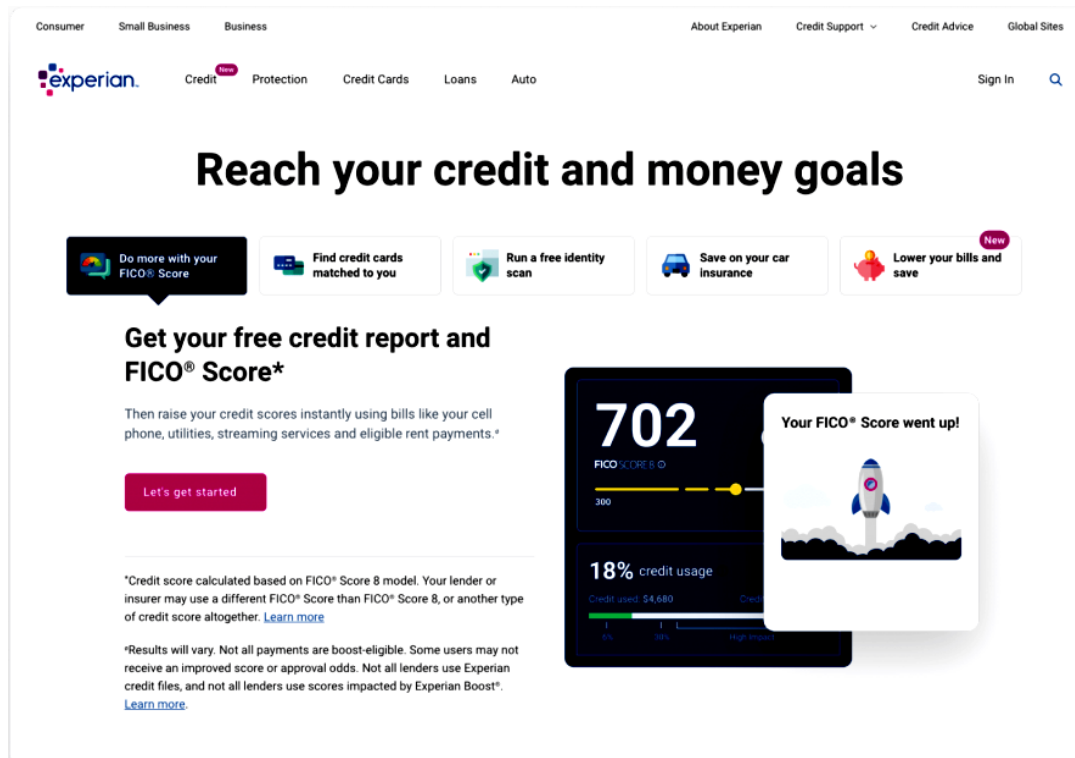 Consumer Small Business Business About Experian Credit Support Credit Advice Global Sites
experian. Credit New Protection Credit Cards Loans Auto Sign In
Reach your credit and money goals
Do more with your
FICO® Score
Find credit cards
matched to you
Run a free identity
scan
Save on your car
insurance
New
Lower your bills and
save
Get your free credit report and
FICO® Score*
Then raise your credit scores instantly using bills like your cell
phone, utilities, streaming services and eligible rent payments.ø
Let's get started
*Credit score calculated based on FICO® Score 8 model. Your lender or
insurer may use a different FICO® Score than FICO® Score 8, or another type
of credit score altogether. Learn more
øResults will vary. Not all payments are boost-eligible. Some users may not
receive an improved score or approval odds. Not all lenders use Experian
credit files, and not all lenders use scores impacted by Experian Boost®.
Learn more.
702
FICO SCORE 8
300
18% credit usage
Credit used: $4,680
High Impact
Your FICO® Score went up!